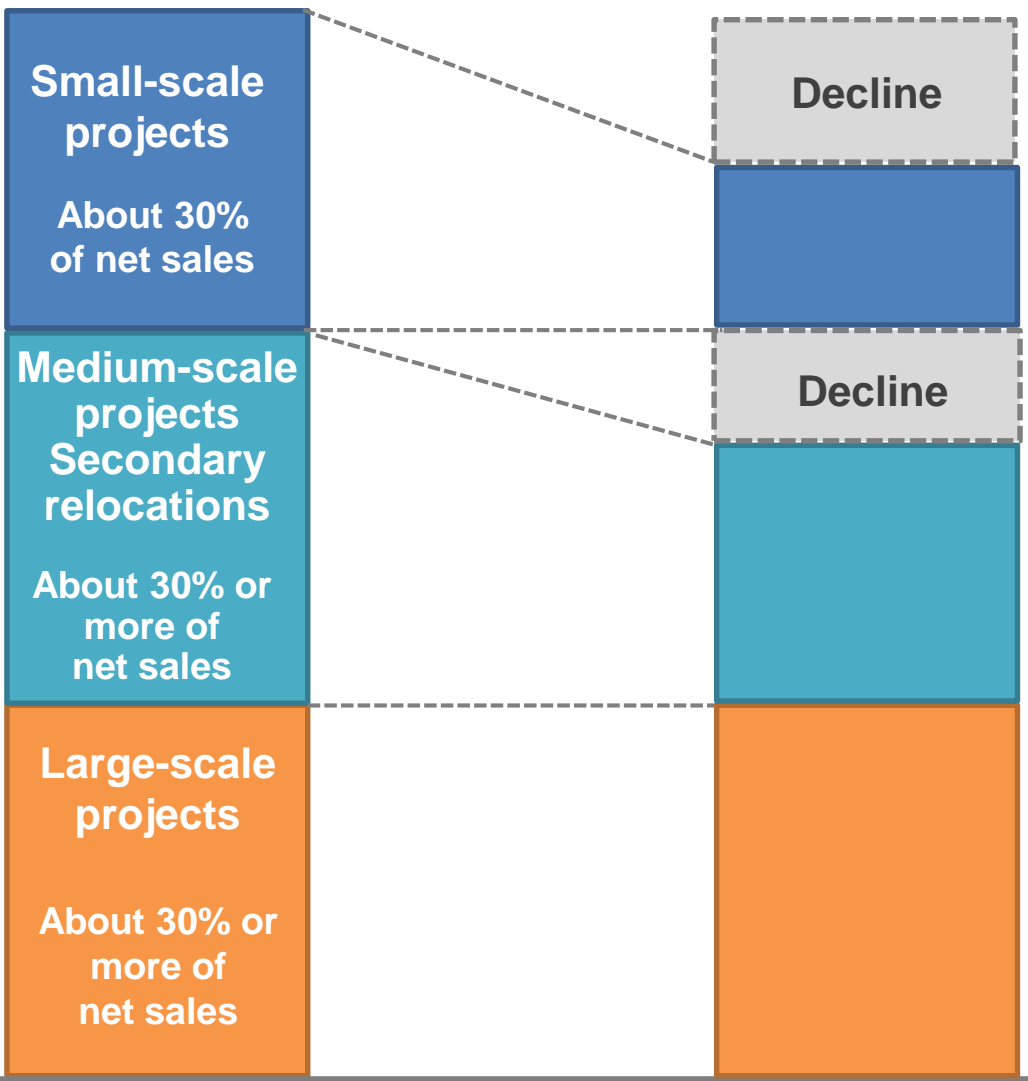 Small-scale
projects
About 30%
of net sales
Medium-scale
projects
Secondary
relocations
About 30% or
more of
net sales
Large-scale
projects
About 30% or
more of
net sales
Decline
Decline